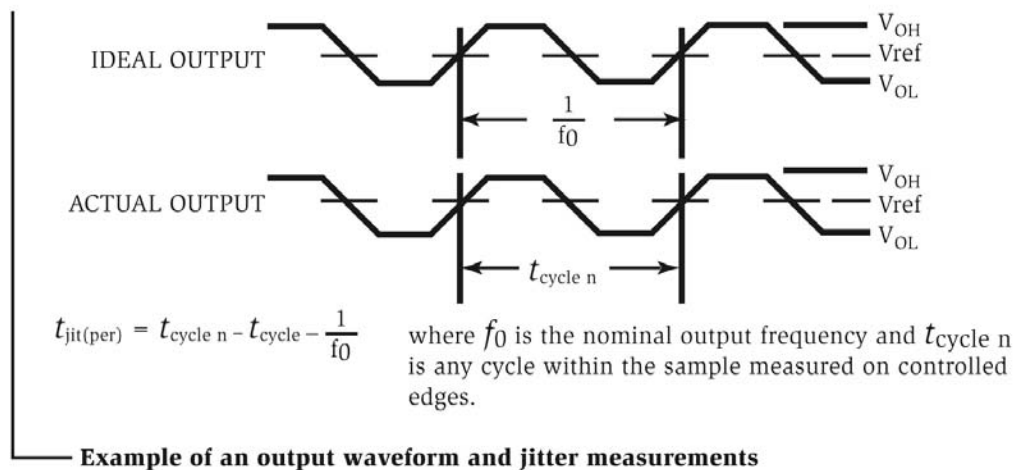 IDEAL OUTPUT
V_OH
Vref
V_OL
1/f0
ACTUAL OUTPUT
V_OH
Vref
V_OL
t_cycle n
t_jit(per) = t_cycle n – t_cycle – 1/f0
where f0 is the nominal output frequency and t_cycle n
is any cycle within the sample measured on controlled
edges.
Example of an output waveform and jitter measurements